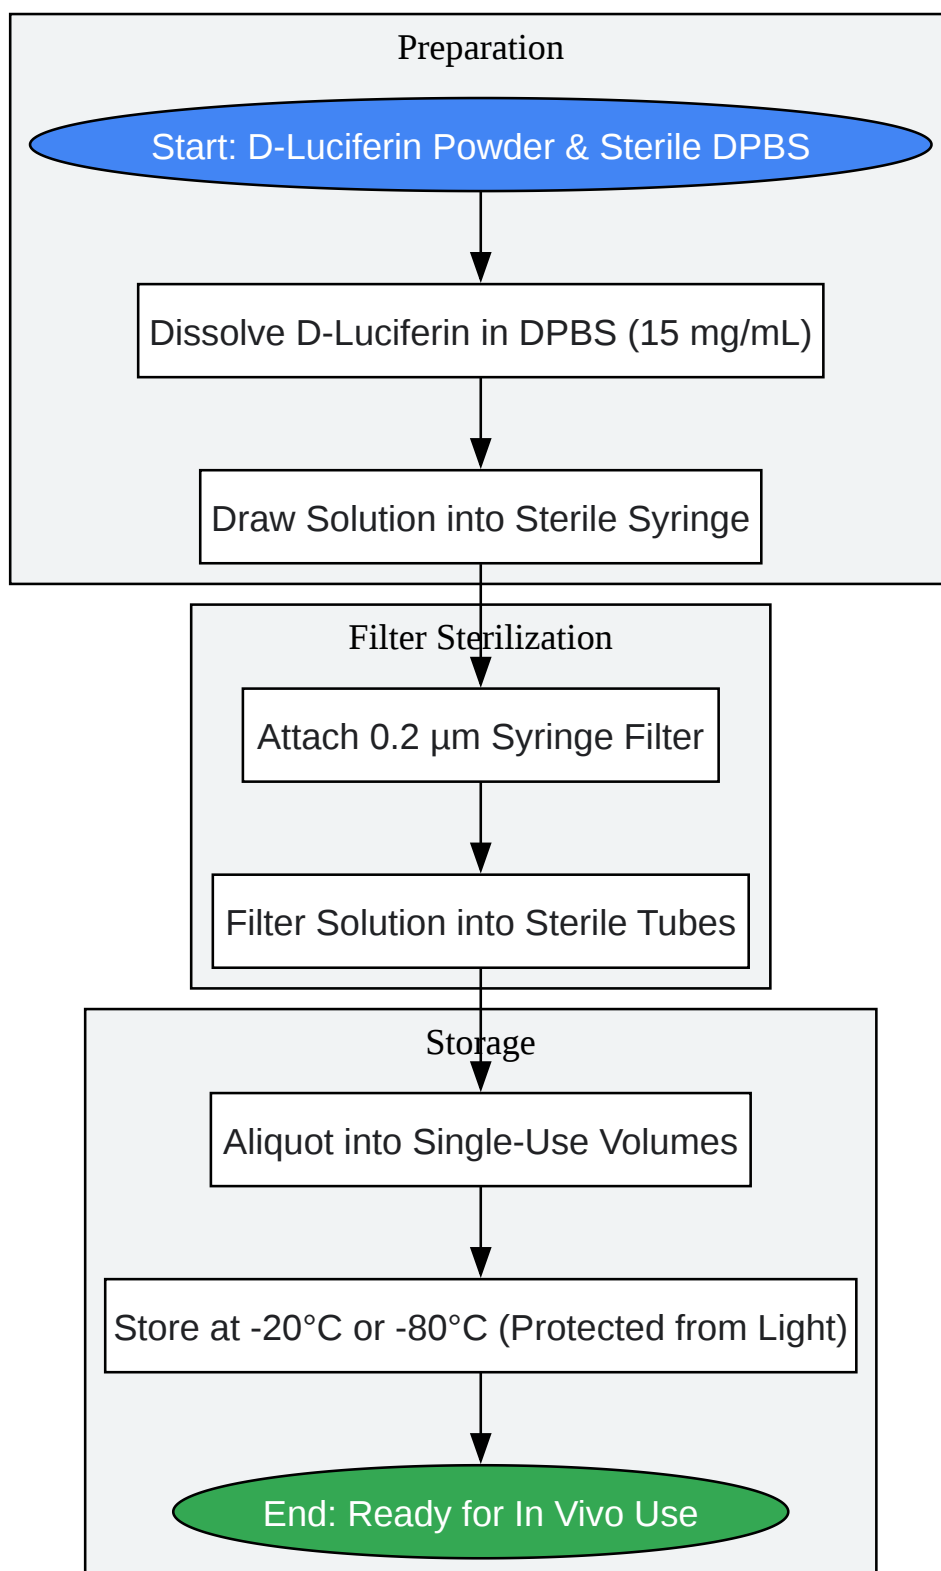 Preparation
Start: D-Luciferin Powder & Sterile DPBS
Dissolve D-Luciferin in DPBS (15 mg/mL)
Draw Solution into Sterile Syringe
Filter Sterilization
Attach 0.2 µm Syringe Filter
Filter Solution into Sterile Tubes
Storage
Aliquot into Single-Use Volumes
Store at -20°C or -80°C (Protected from Light)
End: Ready for In Vivo Use